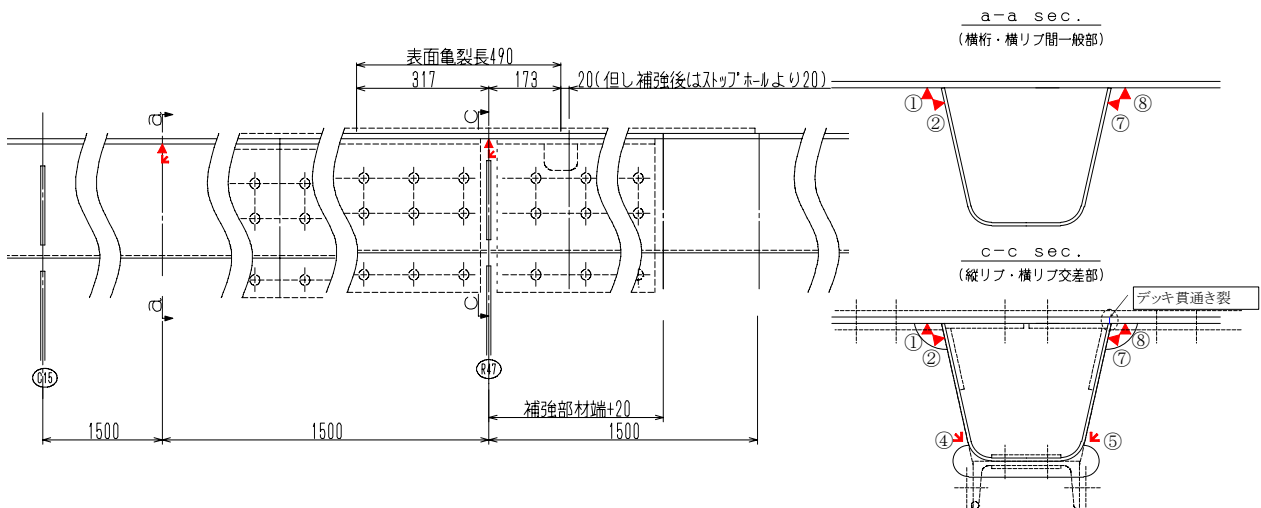 表面亀裂長490
317
173
20(但し補強後はストップホールより20)
a
a
c
c
C15
R47
補強部材端+20
1500
1500
1500
a-a sec.
(横桁・横リブ間一般部)
①
②
⑦
⑧
c-c sec.
(縦リブ・横リブ交差部)
デッキ貫通き裂
①
②
⑦
⑧
④
⑤